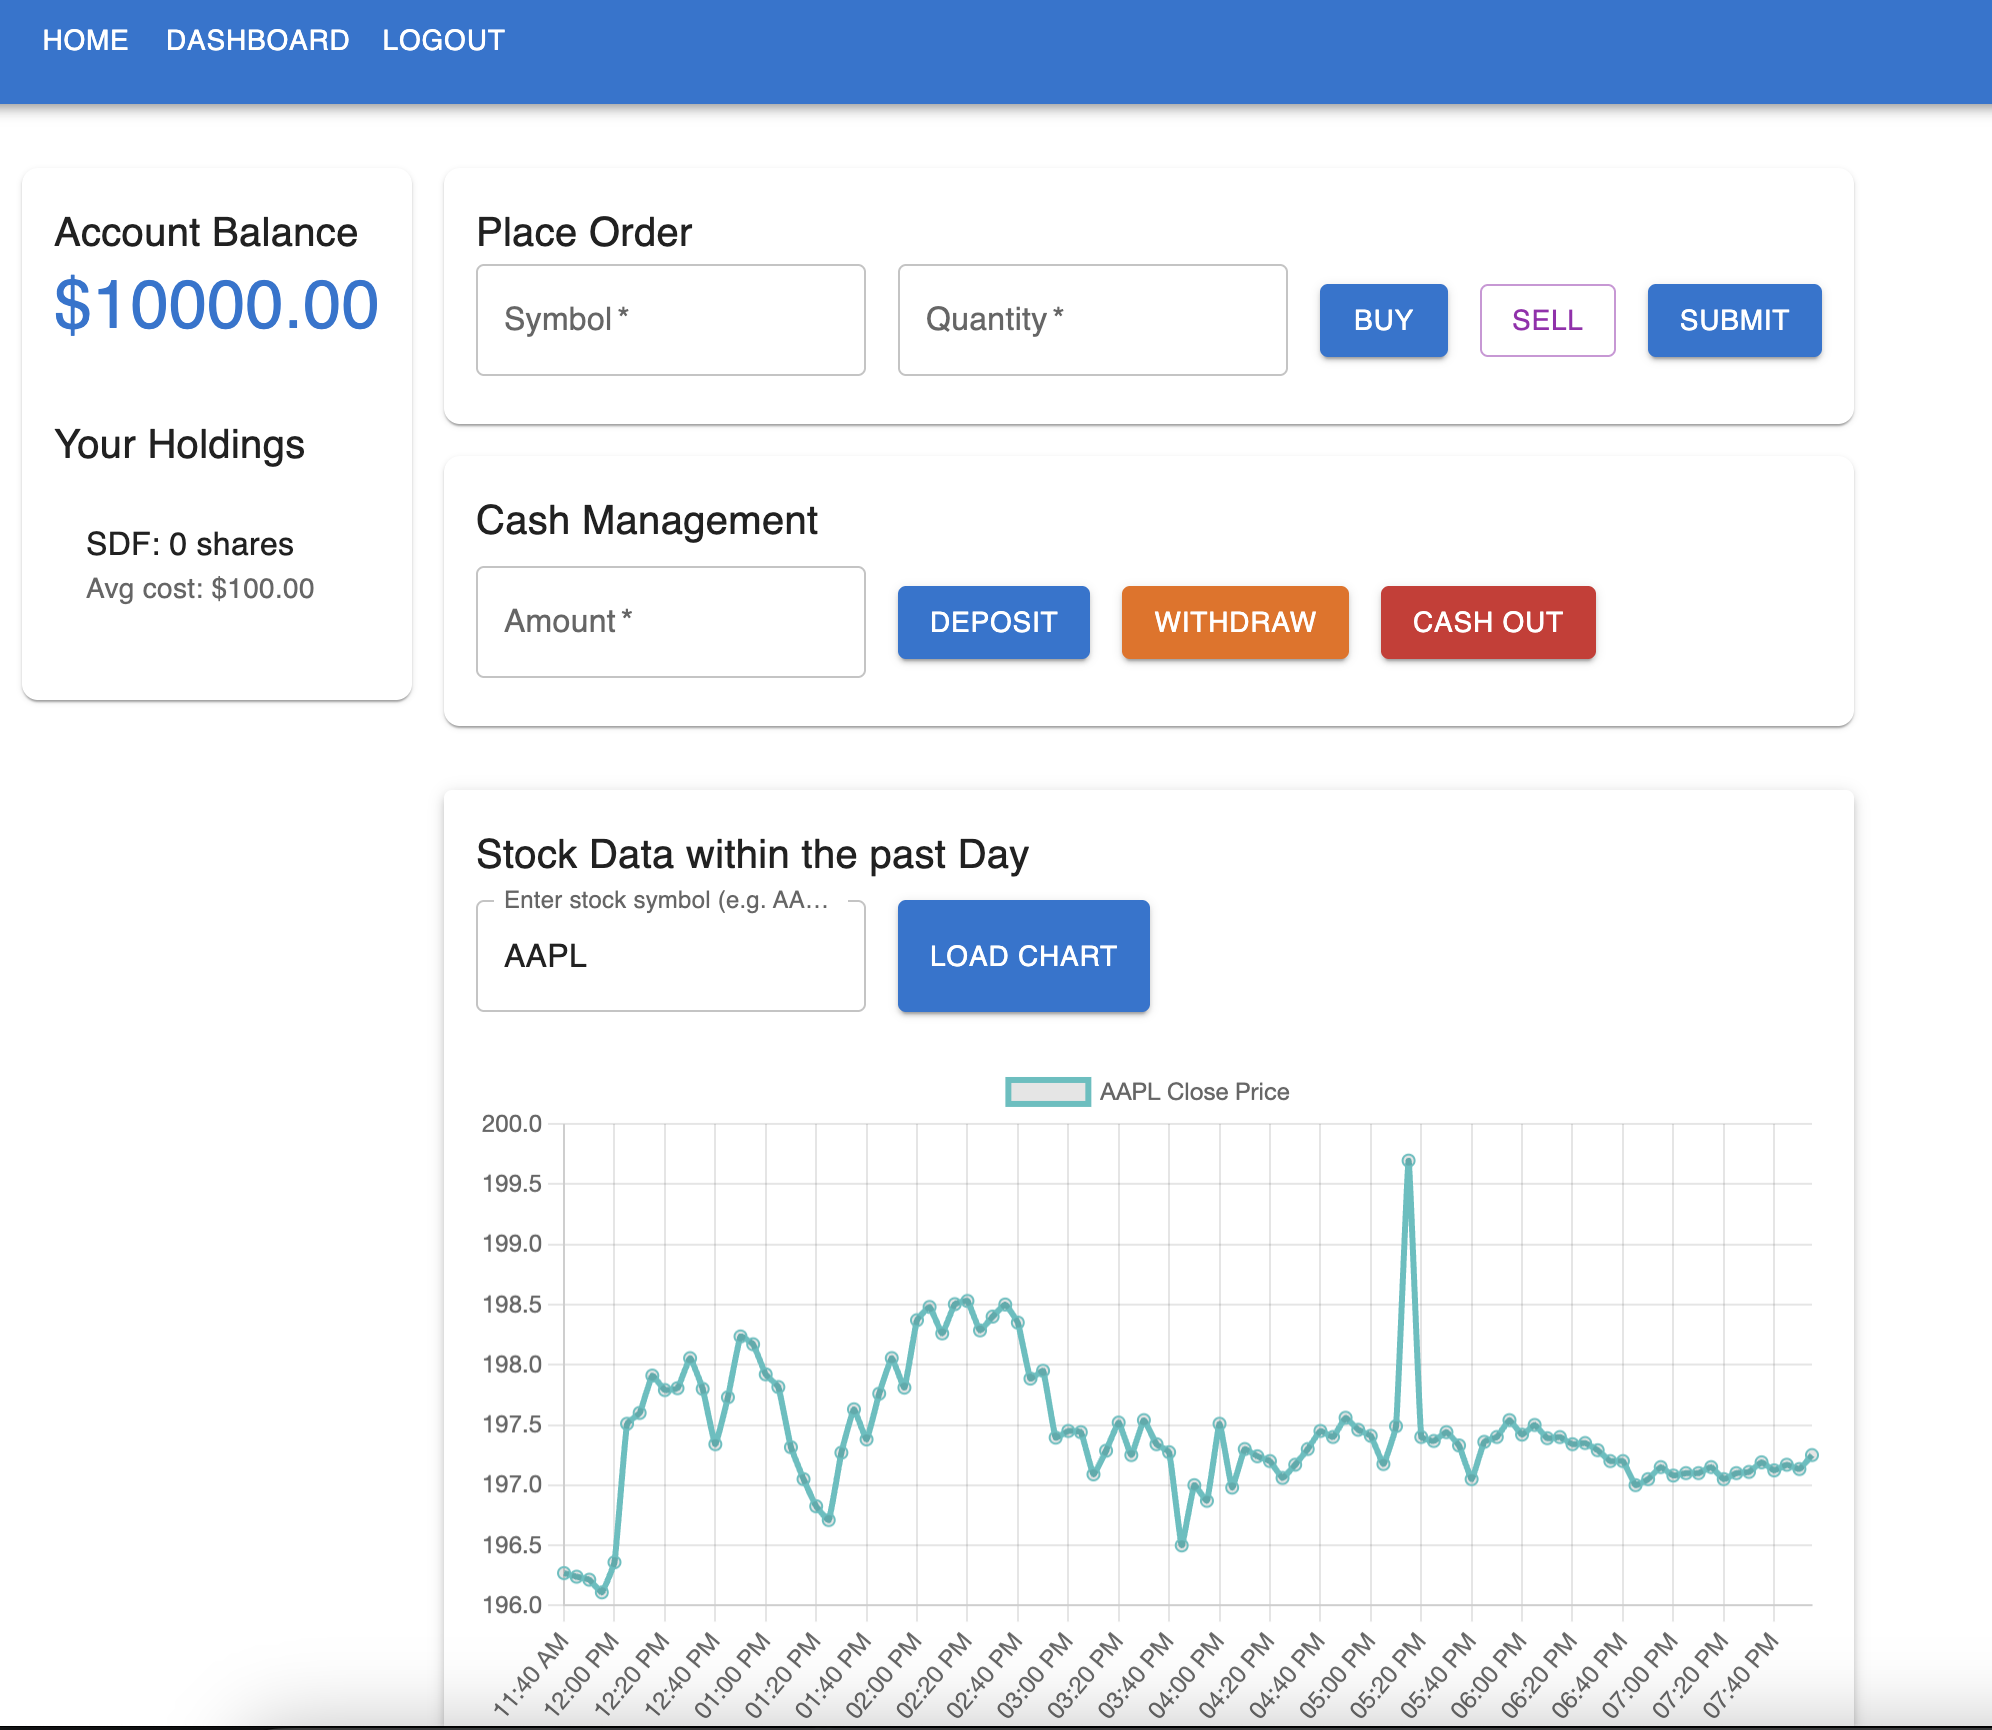 HOME DASHBOARD LOGOUT
Account Balance
$10000.00
Your Holdings
SDF: 0 shares
Avg cost: $100.00
Place Order
Symbol *
Quantity *
BUY
SELL
SUBMIT
Cash Management
Amount *
DEPOSIT
WITHDRAW
CASH OUT
Stock Data within the past Day
Enter stock symbol (e.g. AA...
AAPL
LOAD CHART
AAPL Close Price
200.0
199.5
199.0
198.5
198.0
197.5
197.0
196.5
196.0
11:40 AM
12:00 PM
12:20 PM
12:40 PM
01:00 PM
01:20 PM
01:40 PM
02:00 PM
02:20 PM
02:40 PM
03:00 PM
03:20 PM
03:40 PM
04:00 PM
04:20 PM
04:40 PM
05:00 PM
05:20 PM
05:40 PM
06:00 PM
06:20 PM
06:40 PM
07:00 PM
07:20 PM
07:40 PM